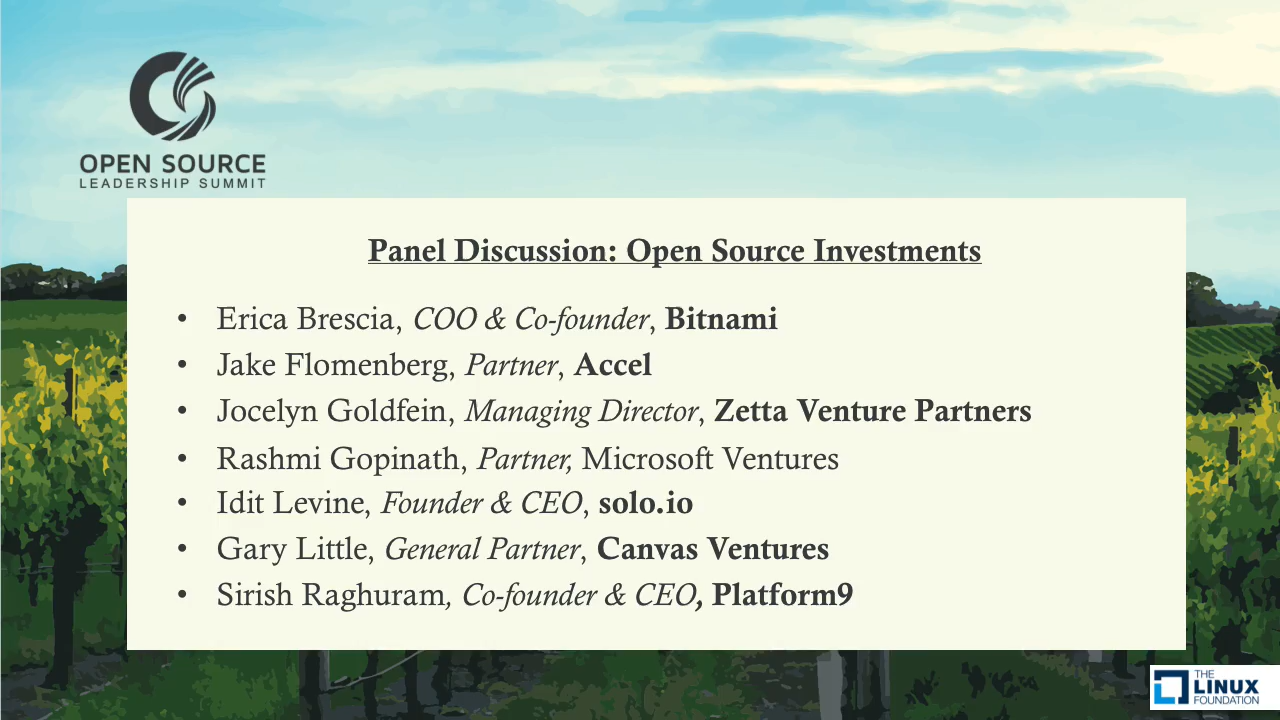 OPEN SOURCE
LEADERSHIP SUMMIT
Panel Discussion: Open Source Investments
• Erica Brescia, COO & Co-founder, Bitnami
• Jake Flomenberg, Partner, Accel
• Jocelyn Goldfein, Managing Director, Zetta Venture Partners
• Rashmi Gopinath, Partner, Microsoft Ventures
• Idit Levine, Founder & CEO, solo.io
• Gary Little, General Partner, Canvas Ventures
• Sirish Raghuram, Co-founder & CEO, Platform9
THE
LINUX
FOUNDATION